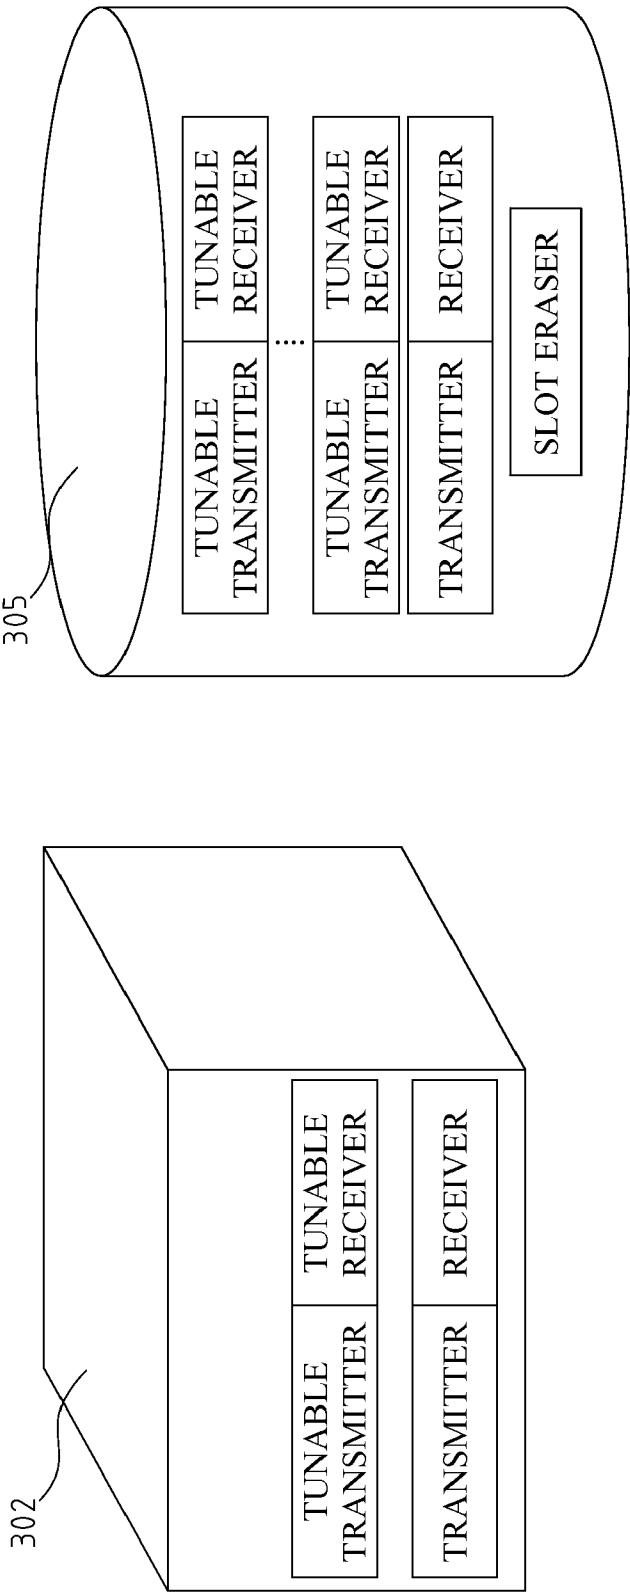 302
TUNABLE
TRANSMITTER
TUNABLE
RECEIVER
TRANSMITTER
RECEIVER
305
TUNABLE
TRANSMITTER
TUNABLE
RECEIVER
TUNABLE
TRANSMITTER
TUNABLE
RECEIVER
TRANSMITTER
RECEIVER
SLOT ERASER